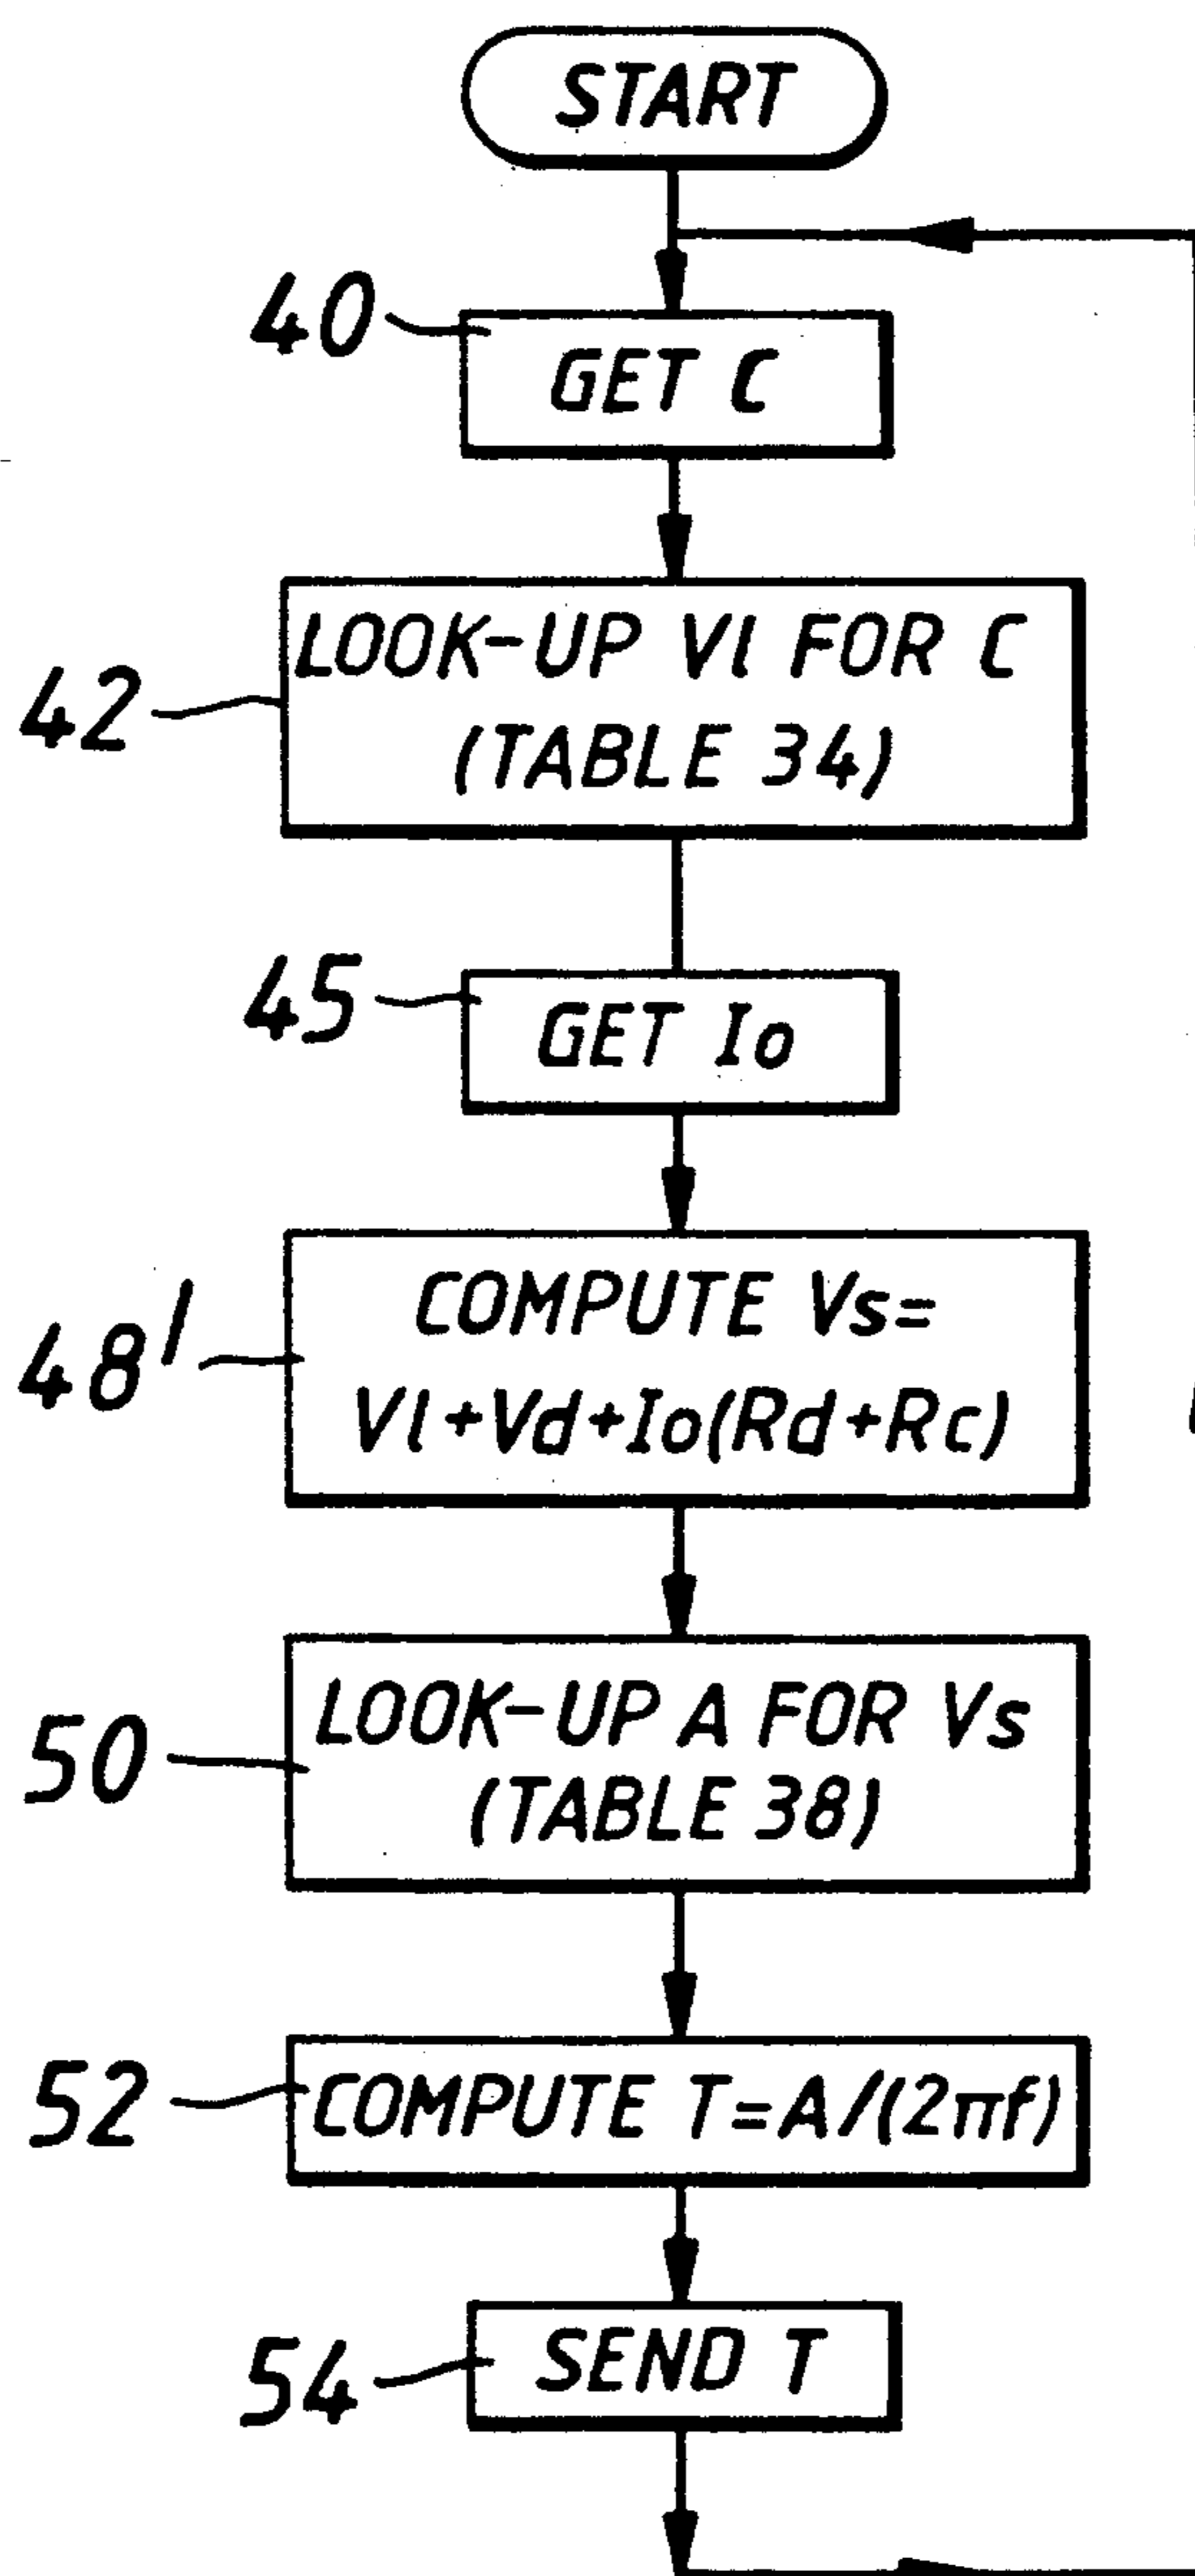 START
40
GET C
42
LOOK-UP Vl FOR C
(TABLE 34)
45
GET Io
48'
COMPUTE Vs=
Vl+Vd+Io(Rd+Rc)
50
LOOK-UP A FOR Vs
(TABLE 38)
52
COMPUTE T=A/(2πf)
54
SEND T